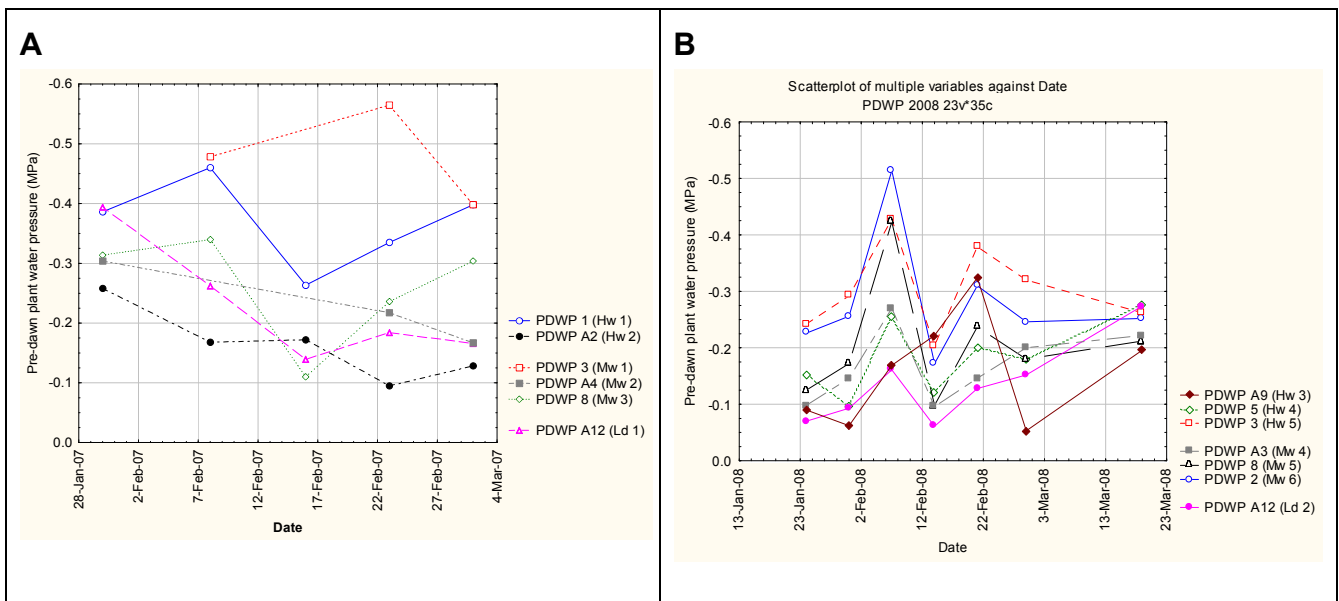 A
-0.6
-0.5
-0.4
-0.3
-0.2
-0.1
0.0
Pre-dawn plant water pressure (MPa)
28-Jan-07
2-Feb-07
7-Feb-07
12-Feb-07
17-Feb-07
22-Feb-07
27-Feb-07
4-Mar-07
Date
PDWP 1 (Hw 1)
PDWP A2 (Hw 2)
PDWP 3 (Mw 1)
PDWP A4 (Mw 2)
PDWP 8 (Mw 3)
PDWP A12 (Ld 1)
B
Scatterplot of multiple variables against Date
PDWP 2008 23v*35c
-0.6
-0.5
-0.4
-0.3
-0.2
-0.1
0.0
Pre-dawn plant water pressure (MPa)
13-Jan-08
23-Jan-08
2-Feb-08
12-Feb-08
22-Feb-08
3-Mar-08
13-Mar-08
23-Mar-08
Date
PDWP A9 (Hw 3)
PDWP 5 (Hw 4)
PDWP 3 (Hw 5)
PDWP A3 (Mw 4)
PDWP 8 (Mw 5)
PDWP 2 (Mw 6)
PDWP A12 (Ld 2)